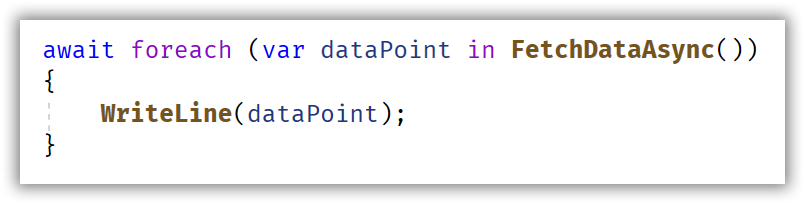 await foreach (var dataPoint in FetchDataAsync())
{
    WriteLine(dataPoint);
}